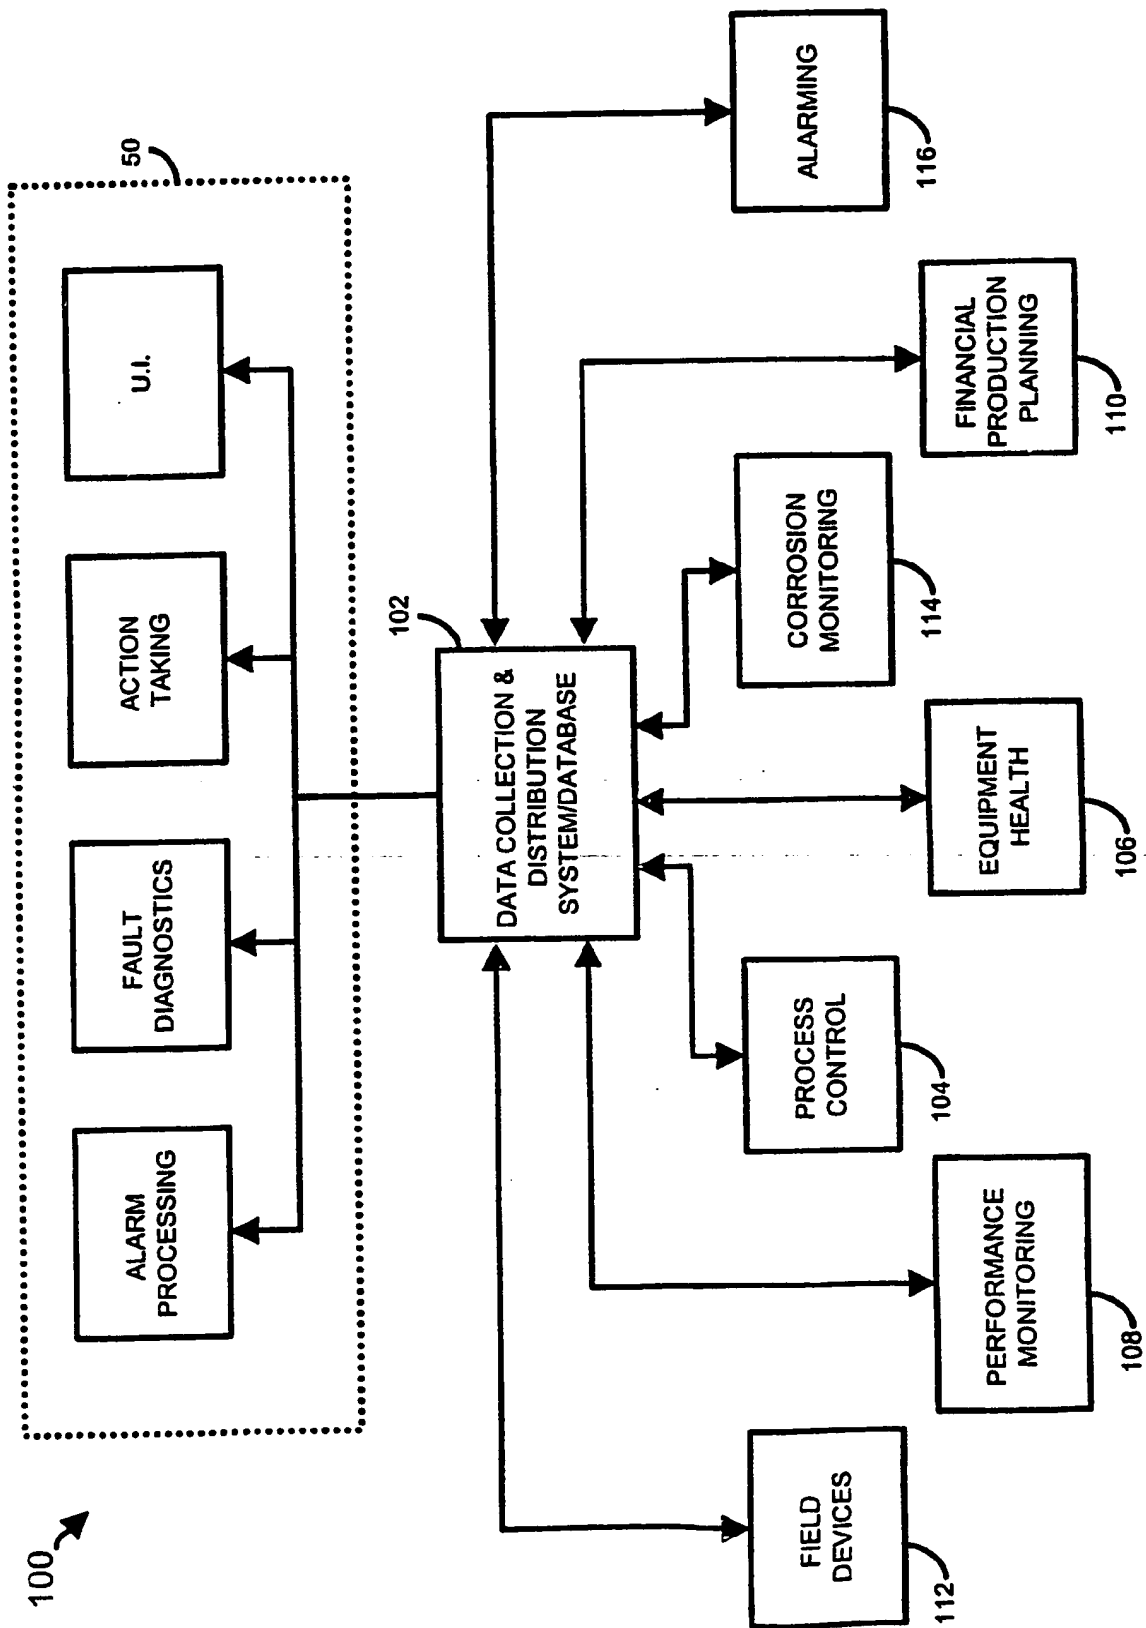 100
50
ALARM
PROCESSING
FAULT
DIAGNOSTICS
ACTION
TAKING
U.I.
102
DATA COLLECTION &
DISTRIBUTION
SYSTEM/DATABASE
FIELD
DEVICES
112
PERFORMANCE
MONITORING
108
PROCESS
CONTROL
104
EQUIPMENT
HEALTH
106
CORROSION
MONITORING
114
FINANCIAL
PRODUCTION
PLANNING
110
ALARMING
116